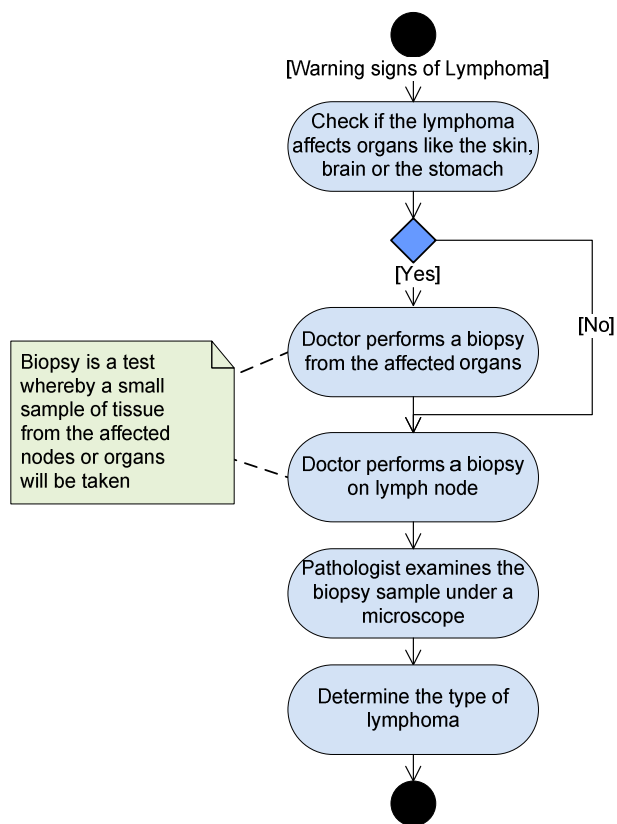 [Warning signs of Lymphoma]
Check if the lymphoma
affects organs like the skin,
brain or the stomach
[Yes]
[No]
Doctor performs a biopsy
from the affected organs
Biopsy is a test
whereby a small
sample of tissue
from the affected
nodes or organs
will be taken
Doctor performs a biopsy
on lymph node
Pathologist examines the
biopsy sample under a
microscope
Determine the type of
lymphoma